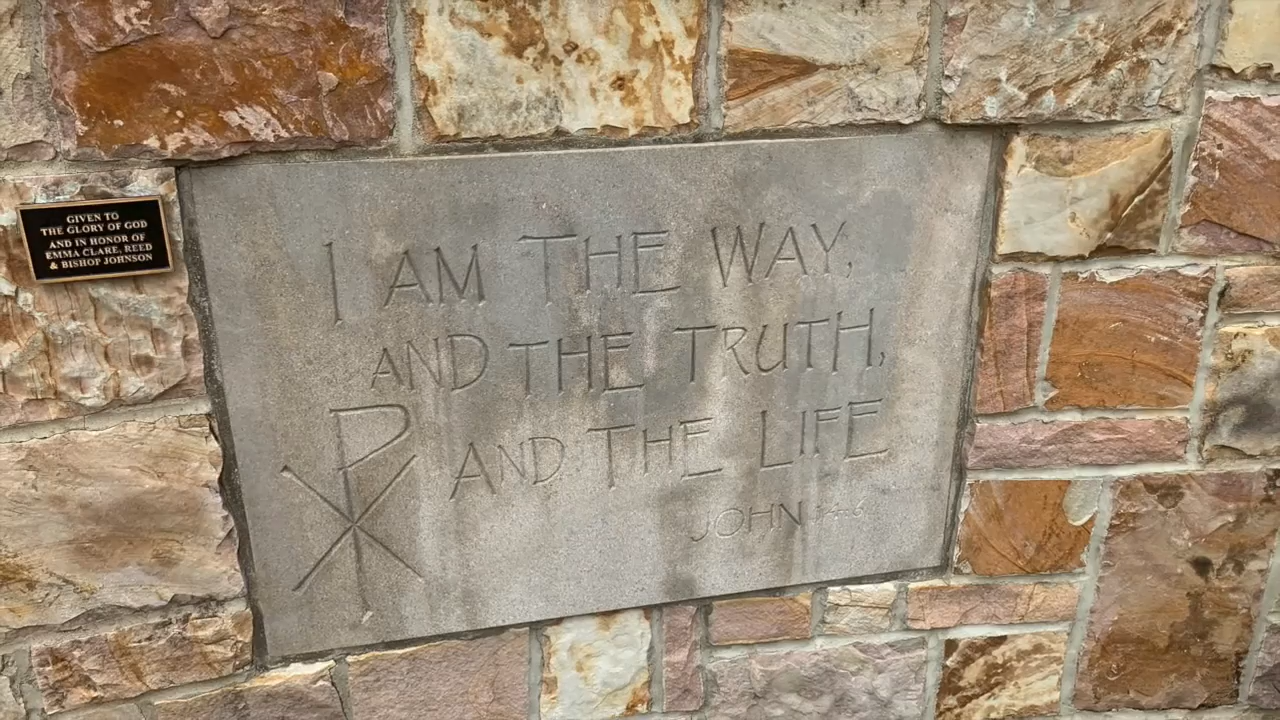 GIVEN TO
THE GLORY OF GOD
AND IN HONOR OF
EMMA CLARE, REED
& BISHOP JOHNSON
I AM THE WAY,
AND THE TRUTH,
AND THE LIFE
JOHN 14:6